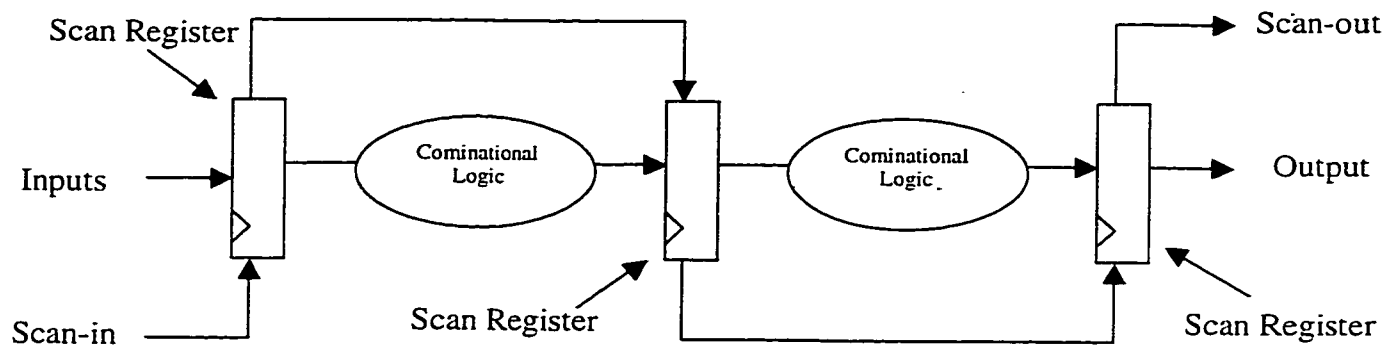 Scan Register
Scan-out
Cominational
Logic
Cominational
Logic
Inputs
Output
Scan-in
Scan Register
Scan Register